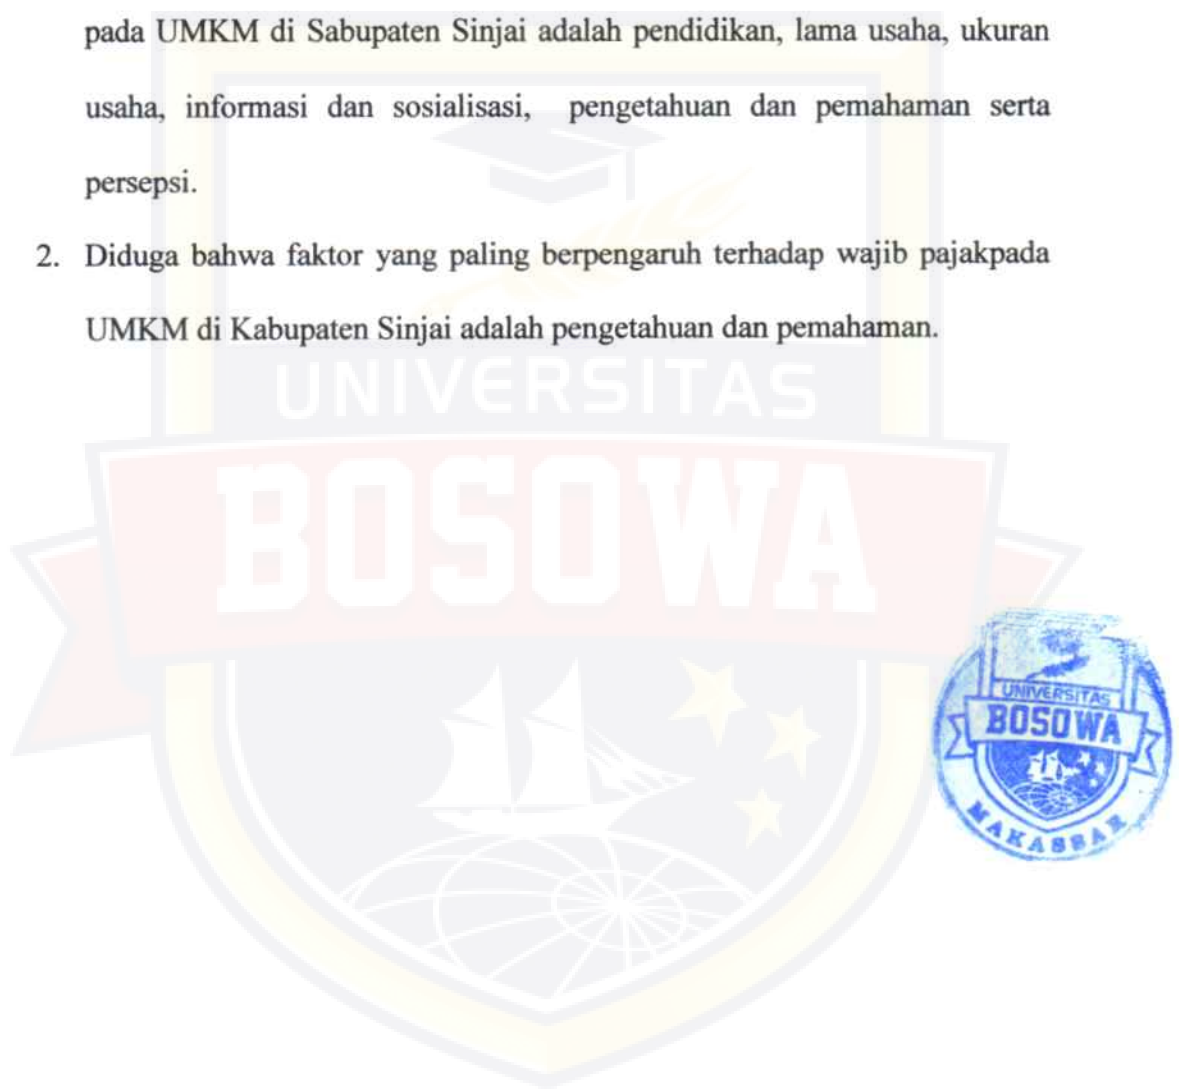 pada UMKM di Sabupaten Sinjai adalah pendidikan, lama usaha, ukuran
usaha, informasi dan sosialisasi, pengetahuan dan pemahaman serta
persepsi.
2. Diduga bahwa faktor yang paling berpengaruh terhadap wajib pajakpada
UMKM di Kabupaten Sinjai adalah pengetahuan dan pemahaman.
UNIVERSITAS
BOSOWA
UNIVERSITAS
BOSOWA
MAKASSAR